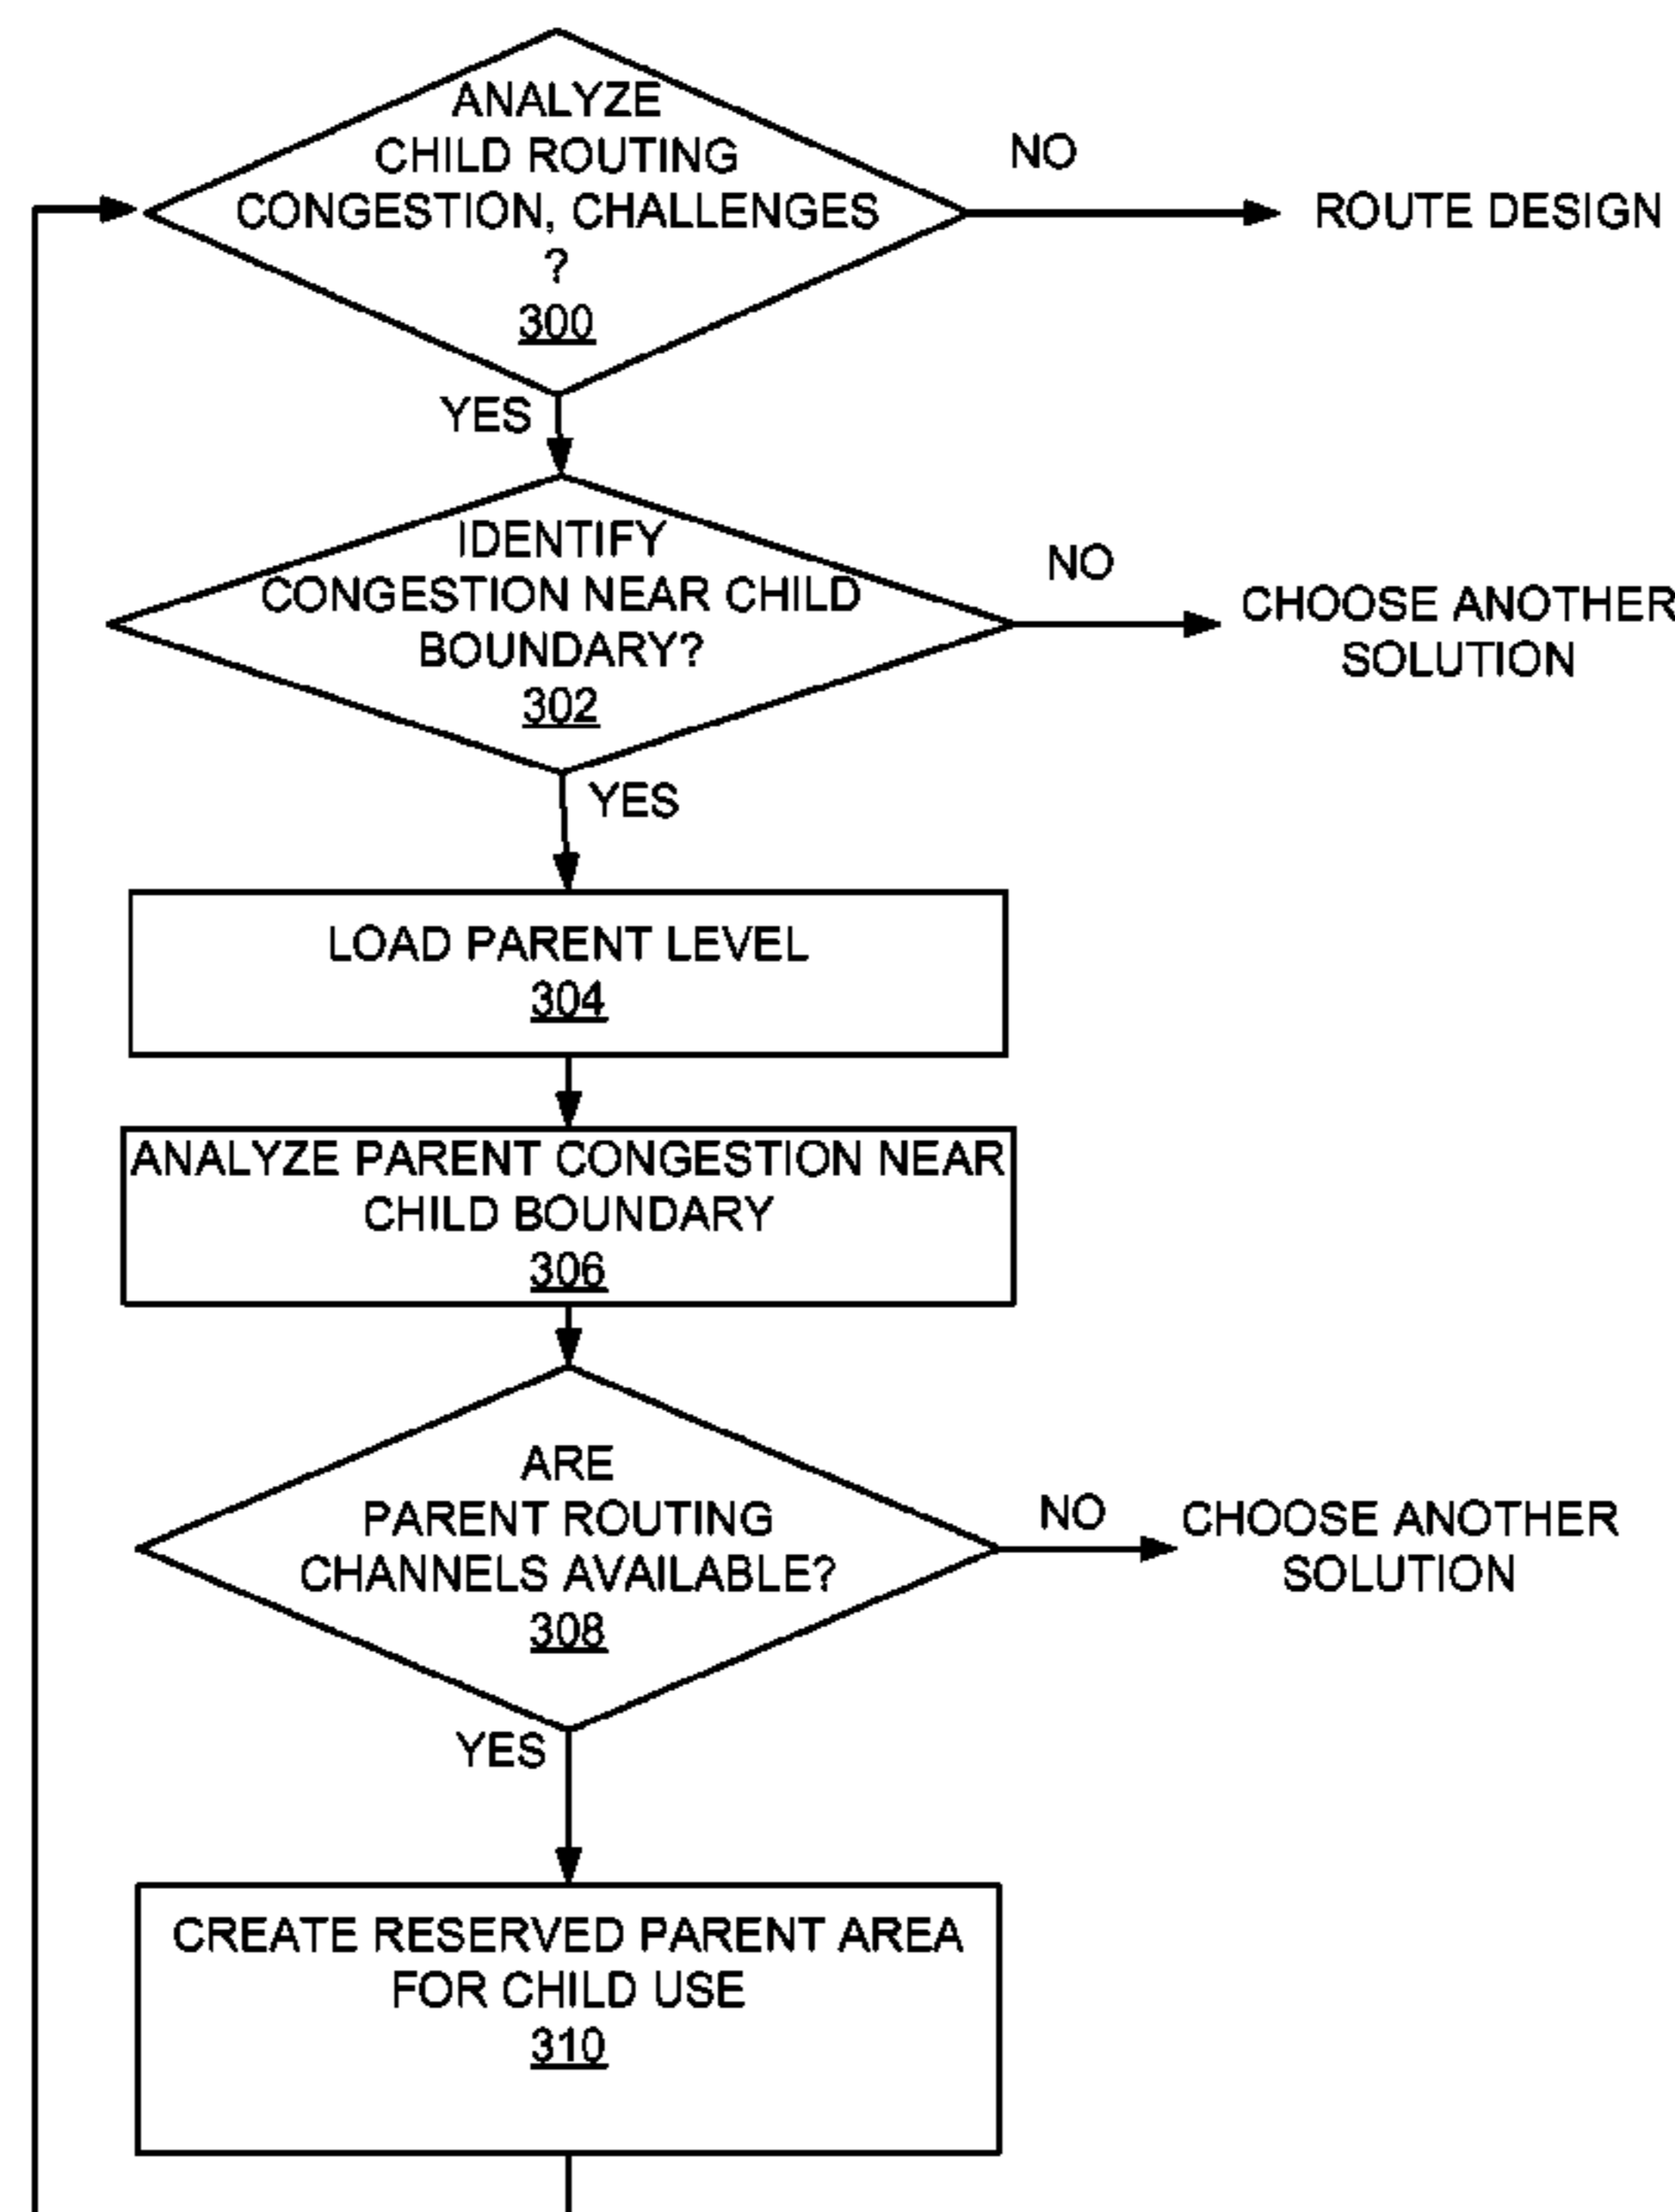 ANALYZE
CHILD ROUTING
CONGESTION, CHALLENGES
?
300
NO
ROUTE DESIGN
YES
IDENTIFY
CONGESTION NEAR CHILD
BOUNDARY?
302
NO
CHOOSE ANOTHER
SOLUTION
YES
LOAD PARENT LEVEL
304
ANALYZE PARENT CONGESTION NEAR
CHILD BOUNDARY
306
ARE
PARENT ROUTING
CHANNELS AVAILABLE?
308
NO
CHOOSE ANOTHER
SOLUTION
YES
CREATE RESERVED PARENT AREA
FOR CHILD USE
310